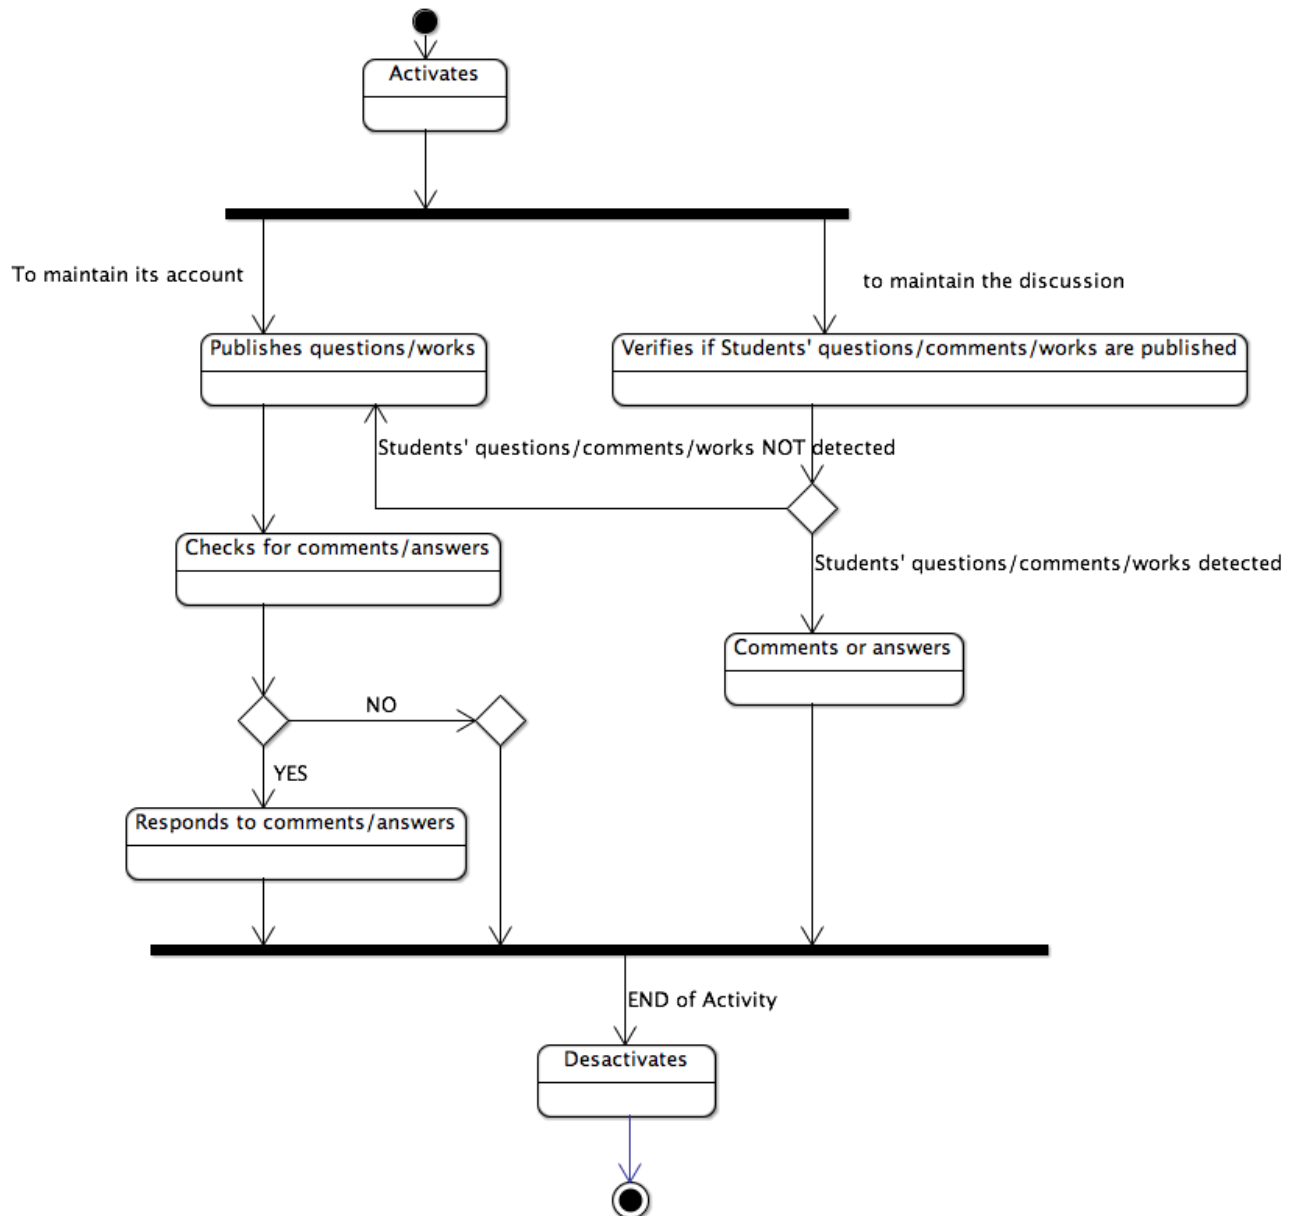 Activates
To maintain its account
to maintain the discussion
Publishes questions/works
Verifies if Students' questions/comments/works are published
Students' questions/comments/works NOT detected
Checks for comments/answers
Students' questions/comments/works detected
Comments or answers
NO
YES
Responds to comments/answers
END of Activity
Desactivates